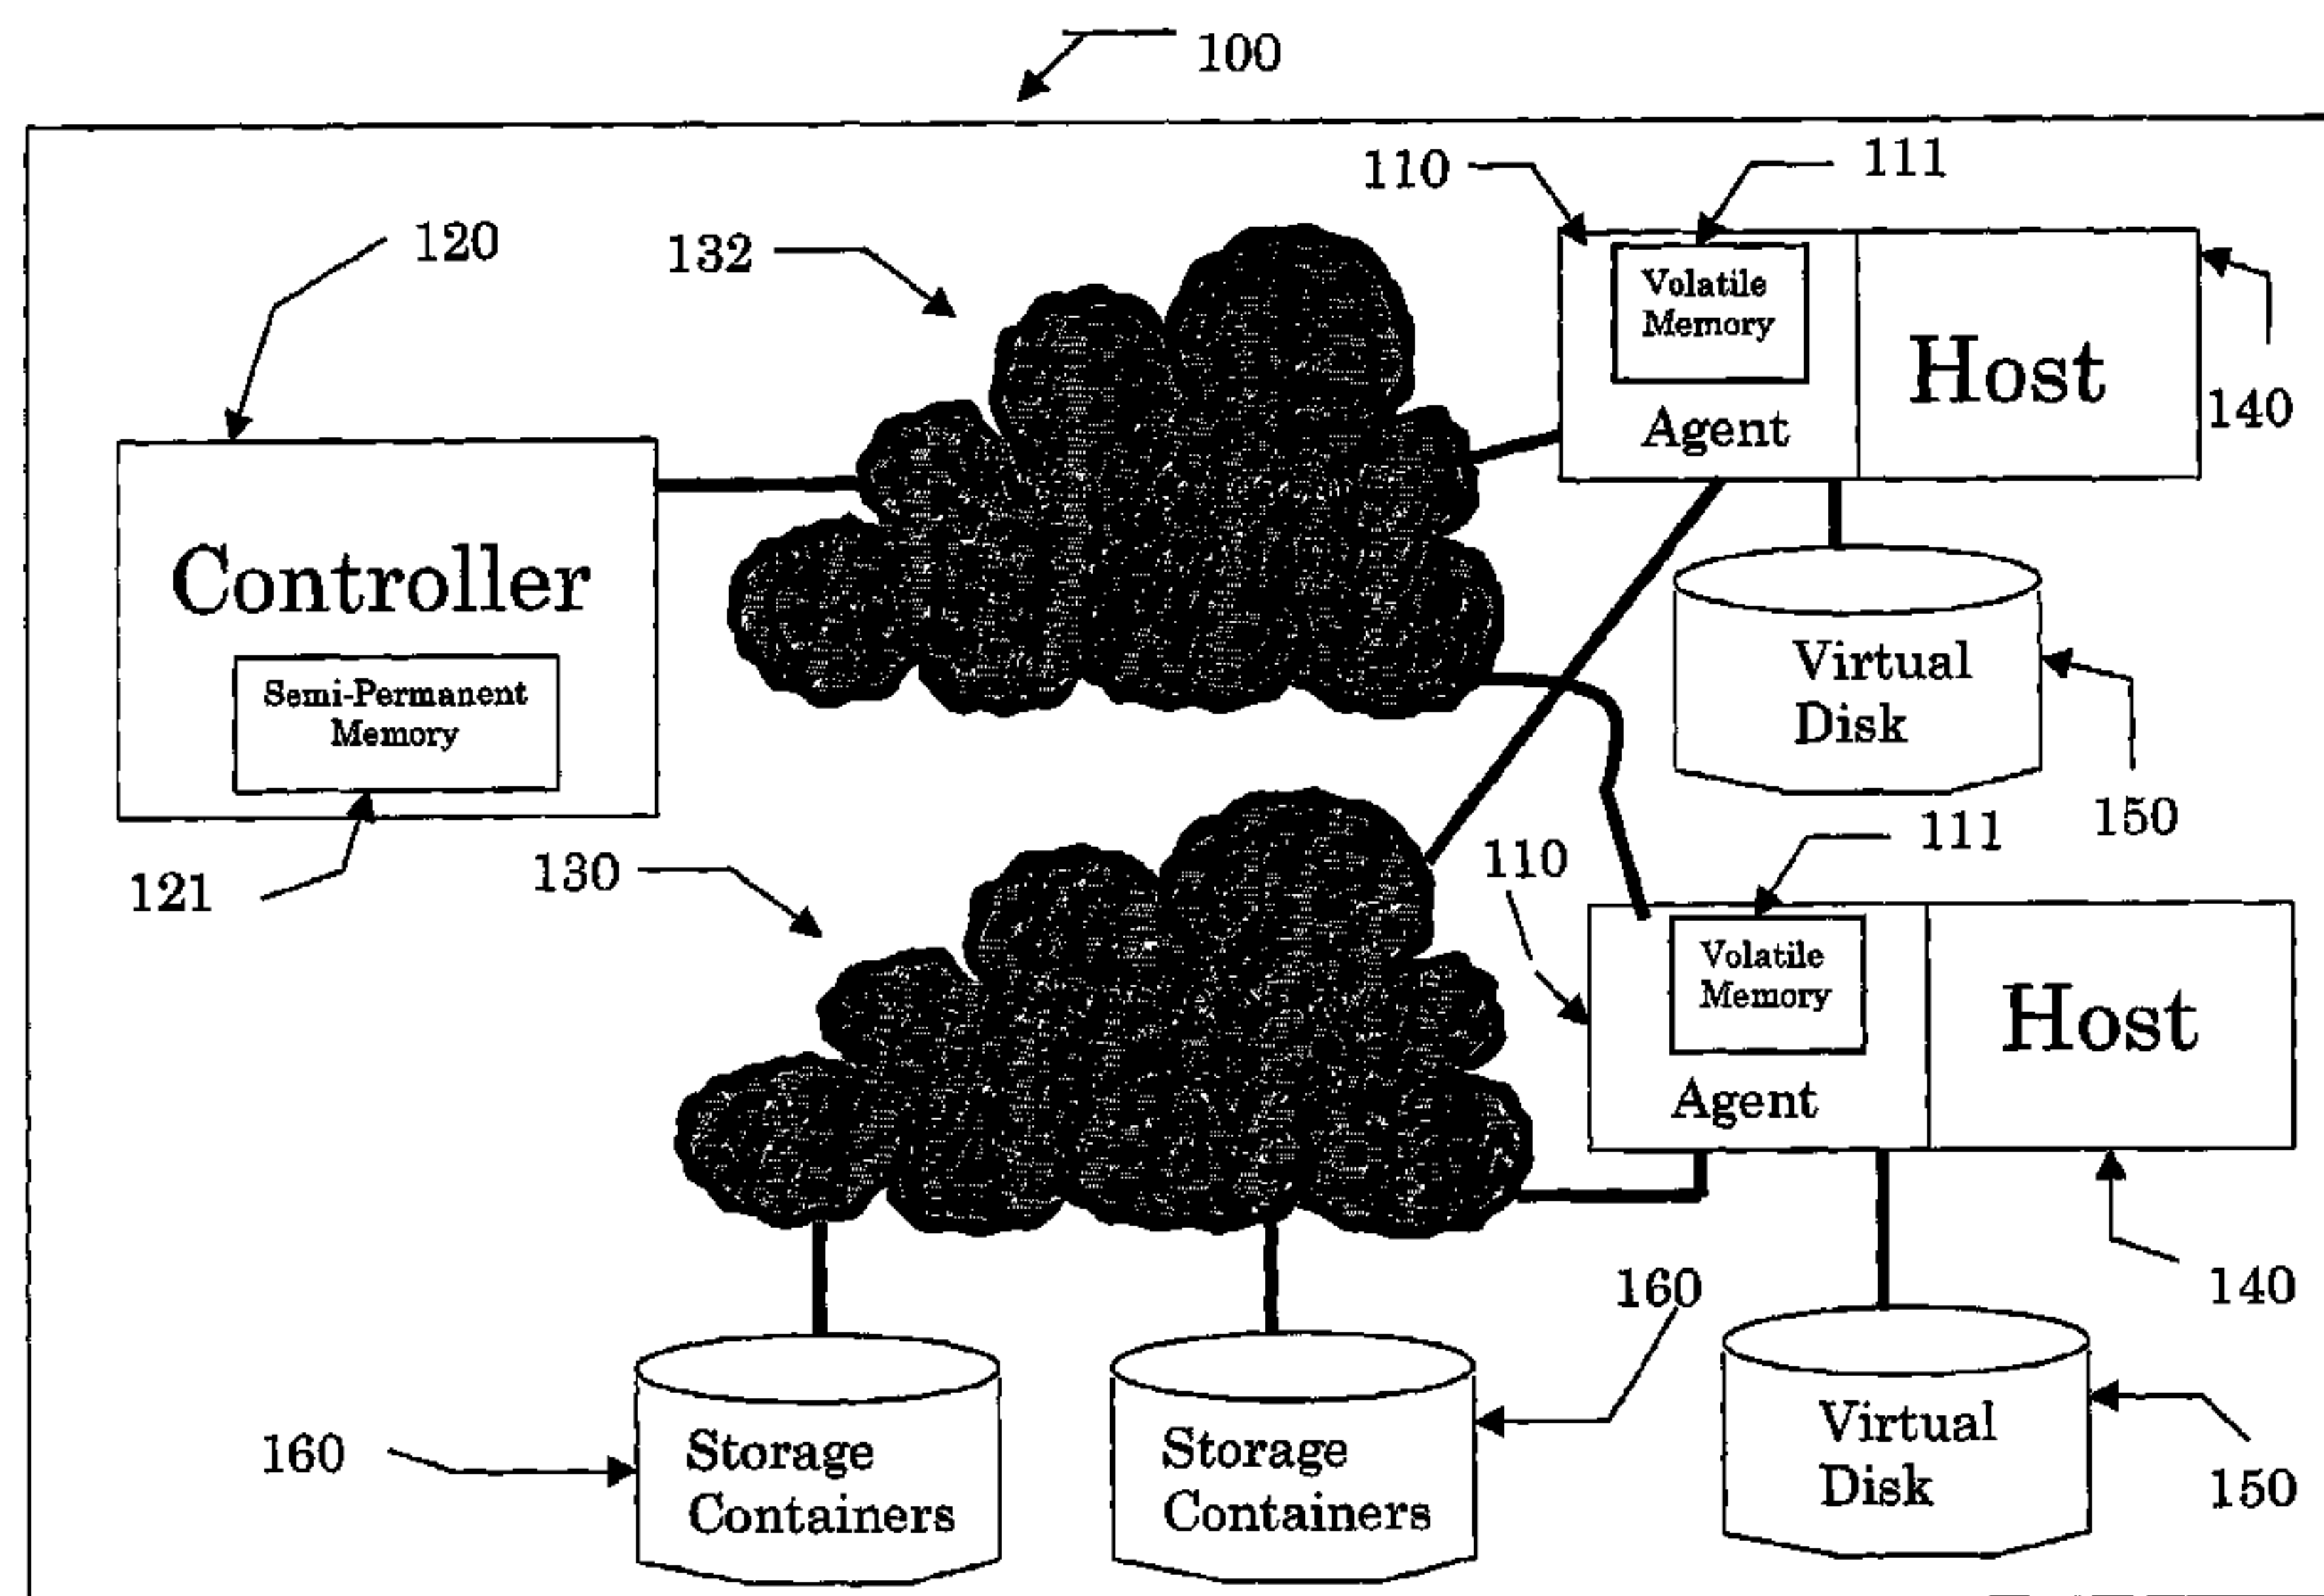 100
110
111
120
132
Volatile
Memory
Host
Agent
140
Controller
Semi-Permanent
Memory
Virtual
Disk
150
121
130
110
111
Volatile
Memory
Host
Agent
140
160
160
Storage
Containers
Storage
Containers
Virtual
Disk
150